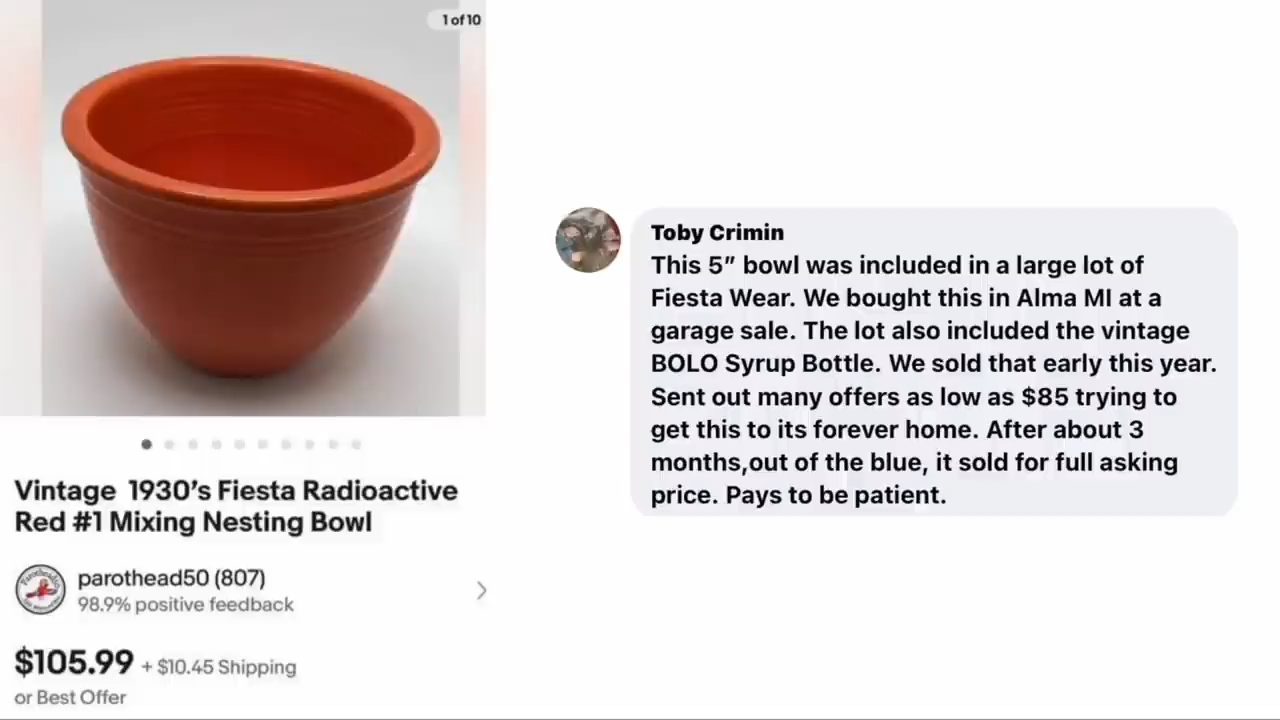 1 of 10
Vintage 1930's Fiesta Radioactive
Red #1 Mixing Nesting Bowl
parothead50 (807)
98.9% positive feedback
$105.99 + $10.45 Shipping
or Best Offer
Toby Crimin
This 5" bowl was included in a large lot of
Fiesta Wear. We bought this in Alma MI at a
garage sale. The lot also included the vintage
BOLO Syrup Bottle. We sold that early this year.
Sent out many offers as low as $85 trying to
get this to its forever home. After about 3
months,out of the blue, it sold for full asking
price. Pays to be patient.